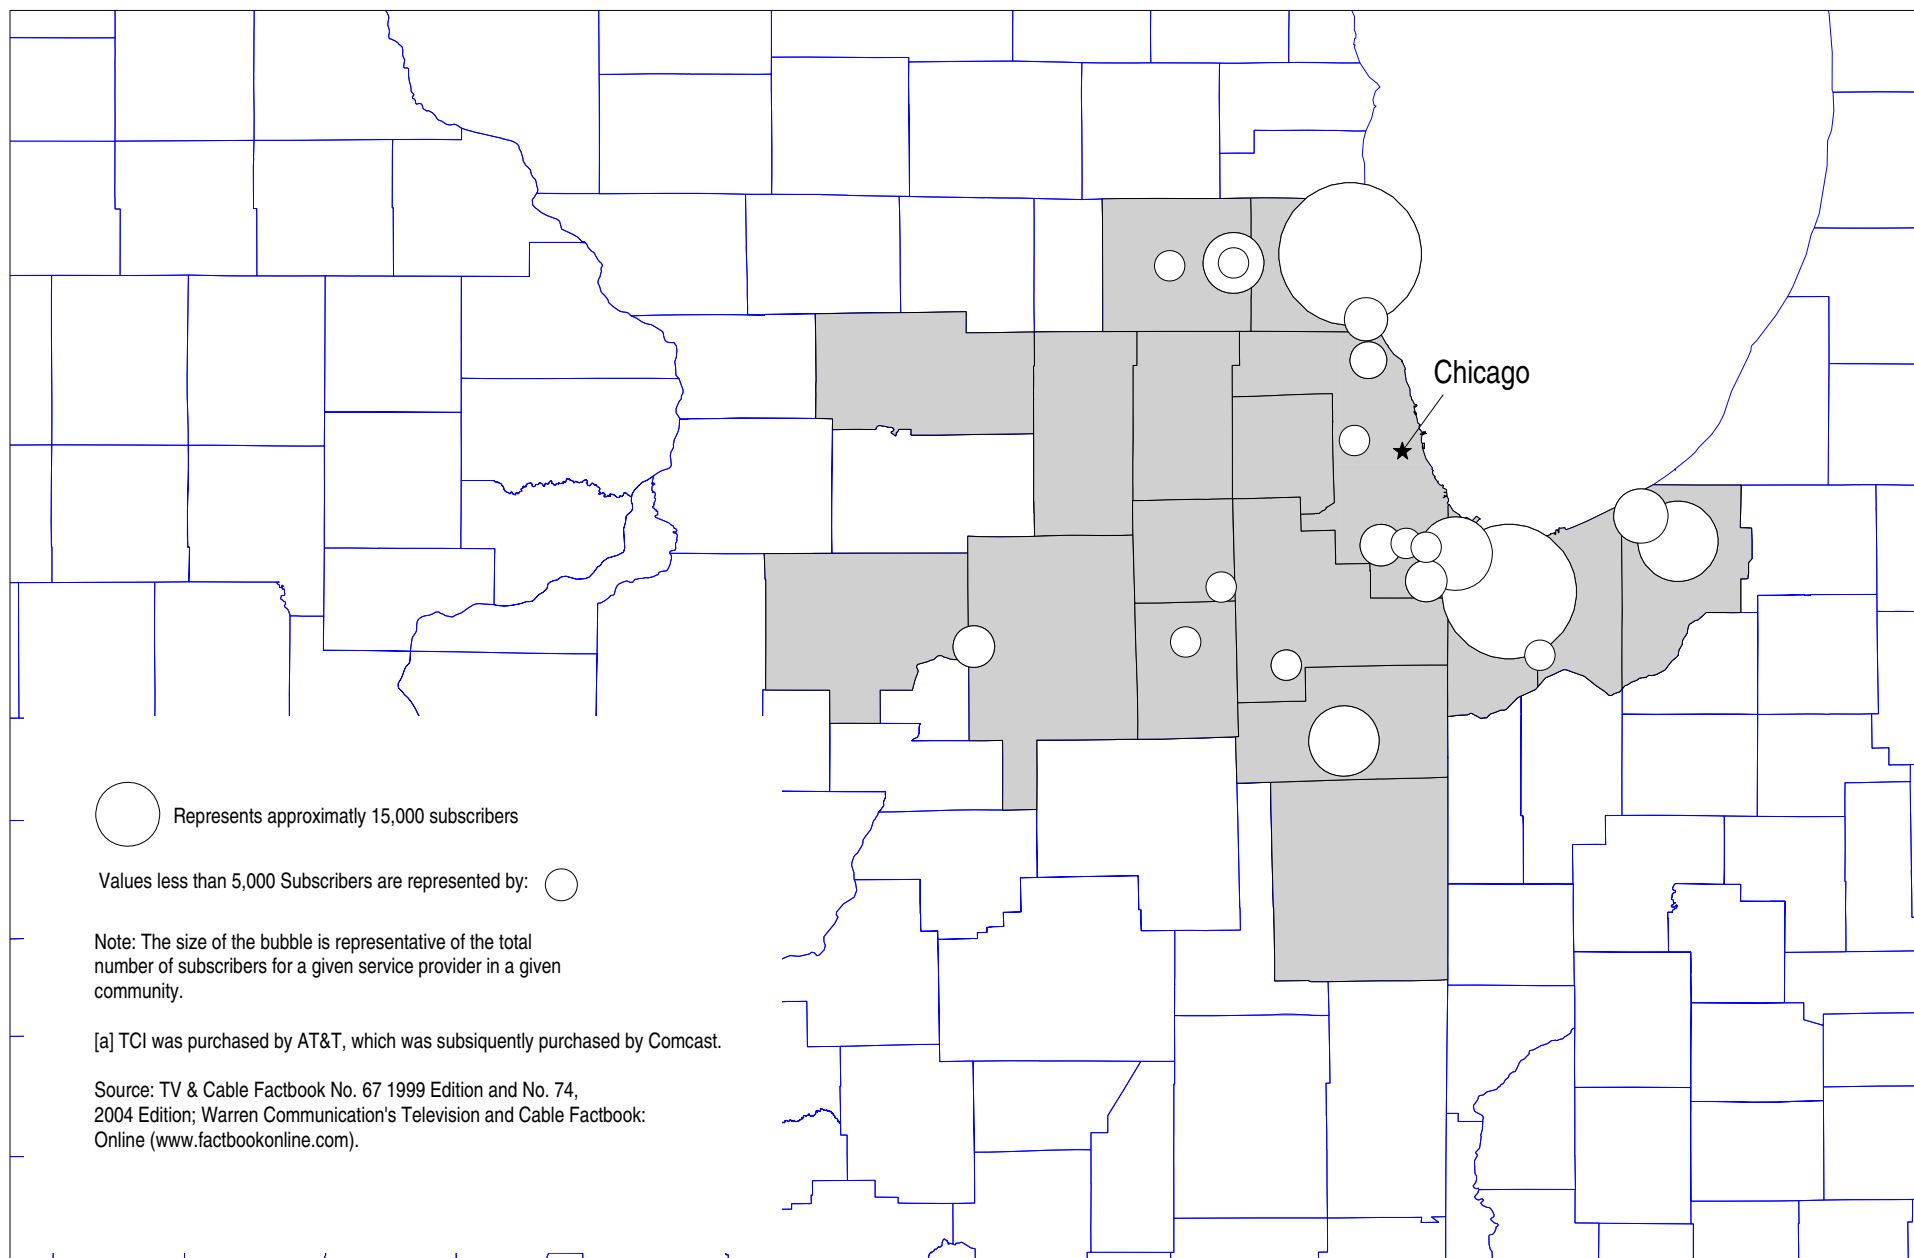 Chicago
Represents approximatly 15,000 subscribers
Values less than 5,000 Subscribers are represented by:
Note: The size of the bubble is representative of the total
number of subscribers for a given service provider in a given
community.
[a] TCI was purchased by AT&T, which was subsiquently purchased by Comcast.
Source: TV & Cable Factbook No. 67 1999 Edition and No. 74,
2004 Edition; Warren Communication's Television and Cable Factbook:
Online (www.factbookonline.com).